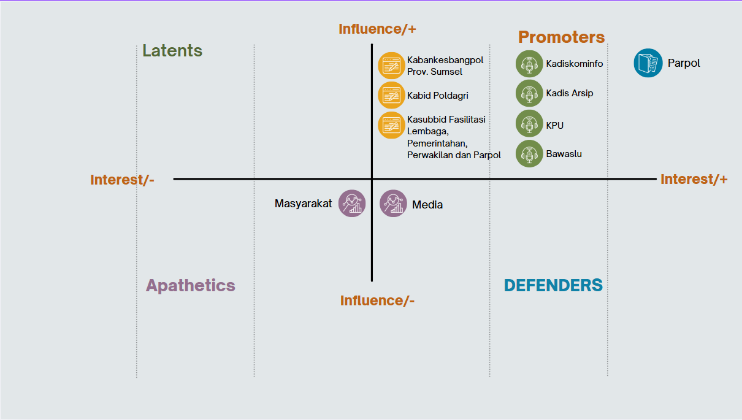 Influence/+
Latents
Promoters
Kabankesbangpol
Prov. Sumsel
Kabid Poldagri
Kasubbid Fasilitasi
Lembaga,
Pemerintahan,
Perwakilan dan Parpol
Kadiskominfo
Kadis Arsip
KPU
Bawaslu
Parpol
Interest/-
Interest/+
Masyarakat
Media
Apathetics
DEFENDERS
Influence/-